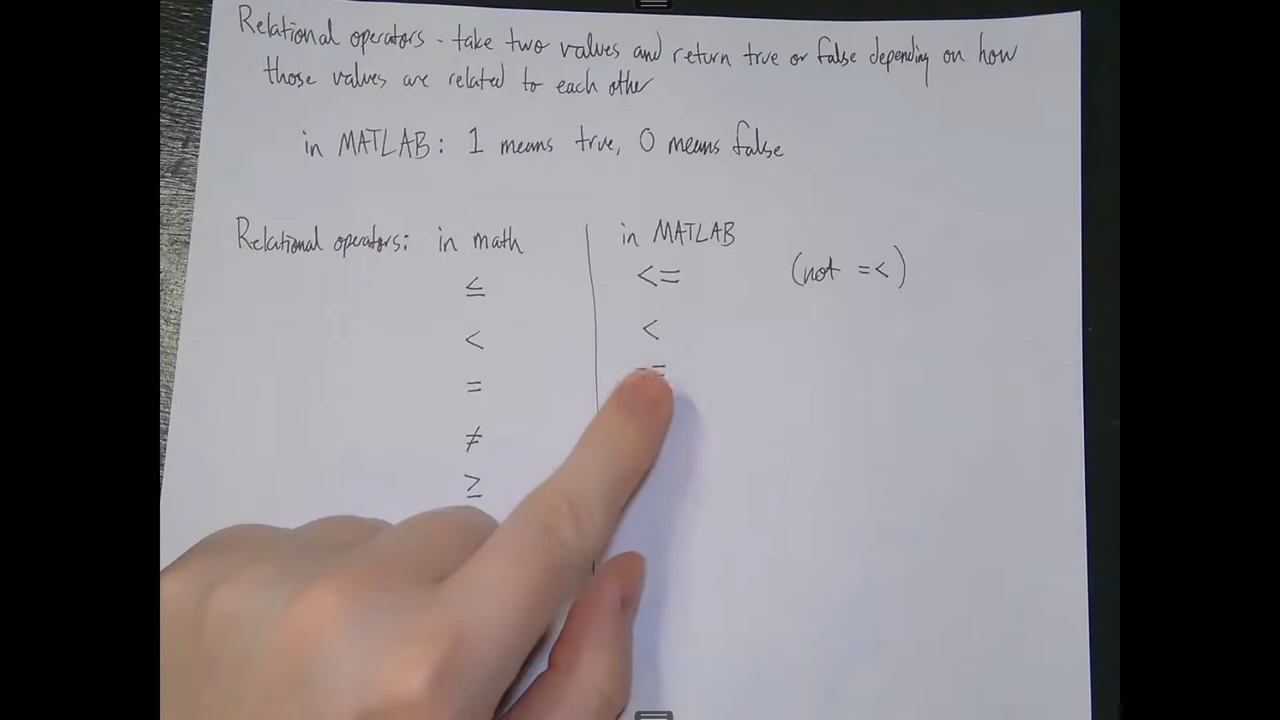 Relational operators - take two values and return true or false depending on how
those values are related to each other
in MATLAB: 1 means true, 0 means false
Relational operators: in math in MATLAB
≤ <= (not =<)
< <
=
≠
≥